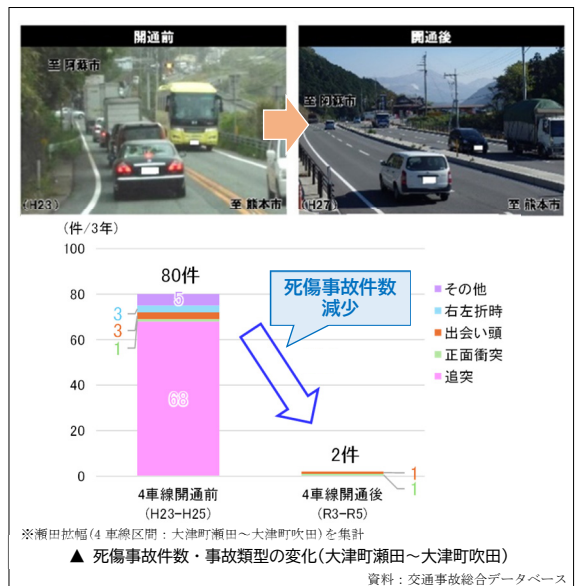 開通前
開通後
至 阿蘇市
至 阿蘇市
(H23)
至 熊本市
(H27)
至 熊本市
(件/3年)
100
80
60
40
20
0
80件
5
3
3
1
68
死傷事故件数
減少
2件
1
1
その他
右左折時
出会い頭
正面衝突
追突
4車線開通前
(H23-H25)
4車線開通後
(R3-R5)
※瀬田拡幅(4 車線区間：大津町瀬田～大津町吹田)を集計
▲ 死傷事故件数・事故類型の変化(大津町瀬田～大津町吹田)
資料：交通事故総合データベース